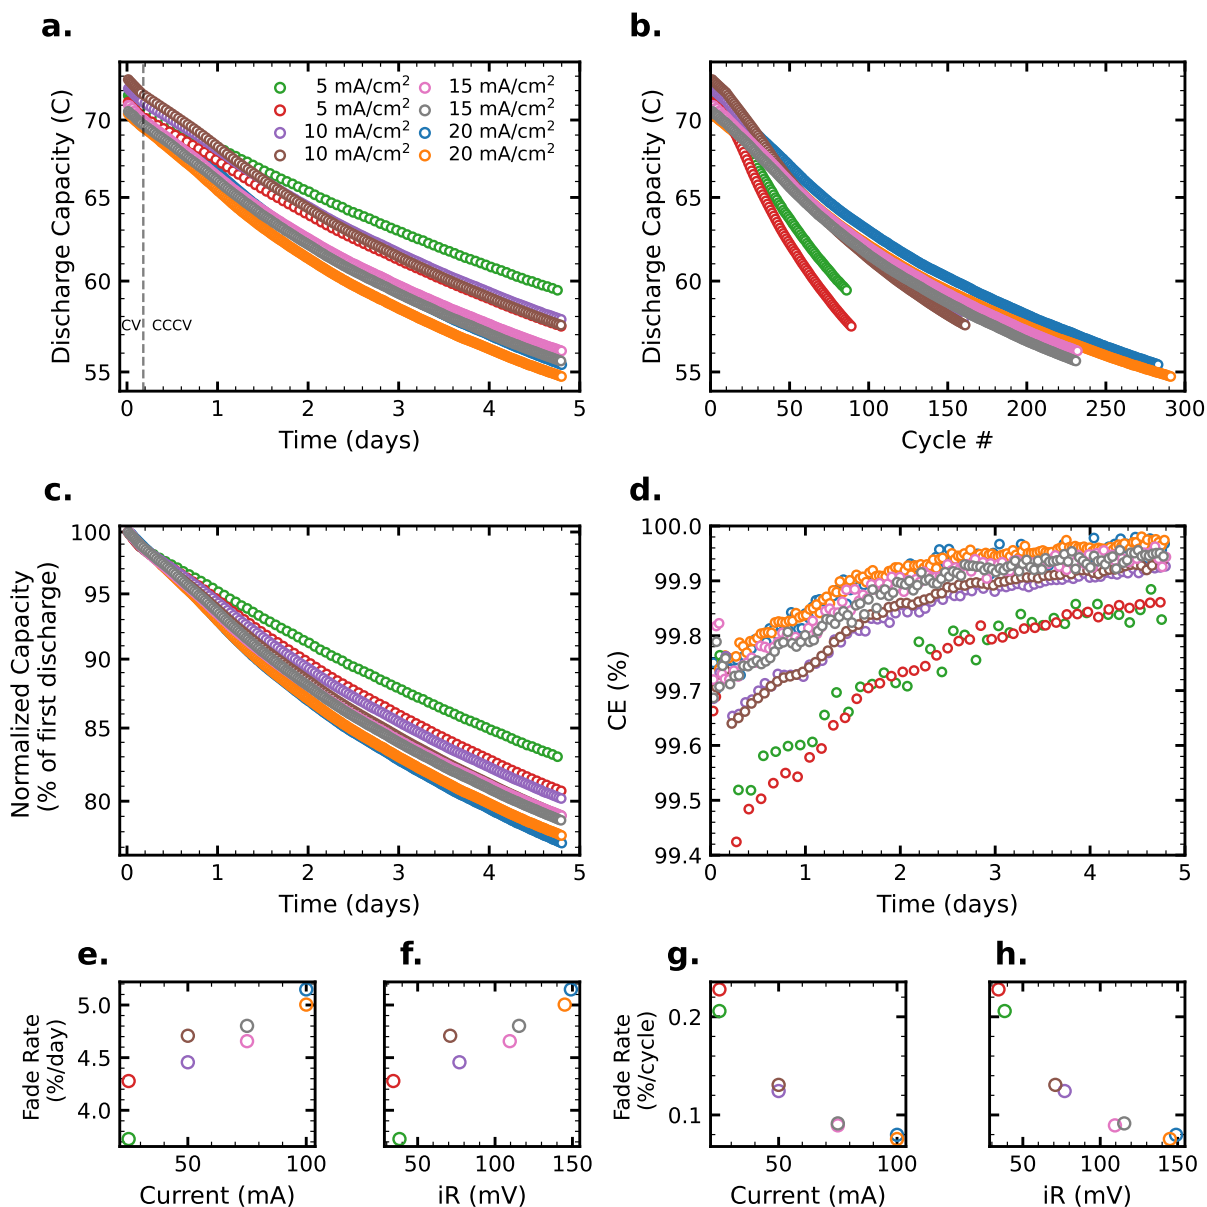 a.
Discharge Capacity (C)
70
65
60
55
5 mA/cm²
5 mA/cm²
10 mA/cm²
10 mA/cm²
15 mA/cm²
15 mA/cm²
20 mA/cm²
20 mA/cm²
CV
CCCV
0 1 2 3 4 5
Time (days)
b.
Discharge Capacity (C)
70
65
60
55
0 50 100 150 200 250 300
Cycle #
c.
Normalized Capacity
(% of first discharge)
100
95
90
85
80
0 1 2 3 4 5
Time (days)
d.
CE (%)
100.0
99.9
99.8
99.7
99.6
99.5
99.4
0 1 2 3 4 5
Time (days)
e.
Fade Rate
(%/day)
5.0
4.5
4.0
50 100
Current (mA)
f.
50 100 150
iR (mV)
g.
Fade Rate
(%/cycle)
0.2
0.1
50 100
Current (mA)
h.
50 100 150
iR (mV)